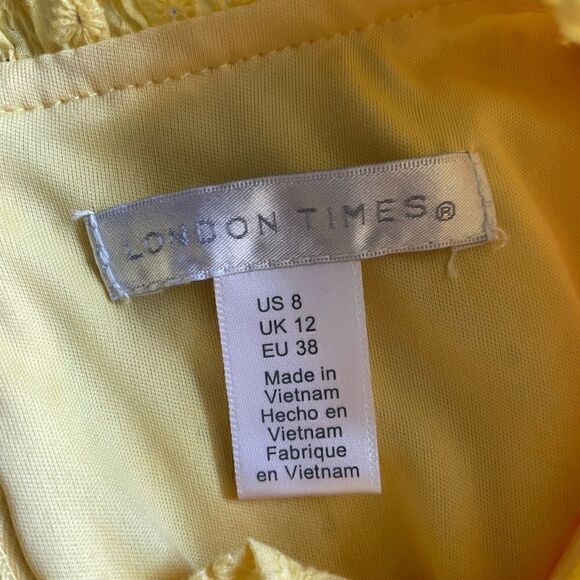 LONDON TIMES®
US 8
UK 12
EU 38
Made in
Vietnam
Hecho en
Vietnam
Fabrique
en Vietnam